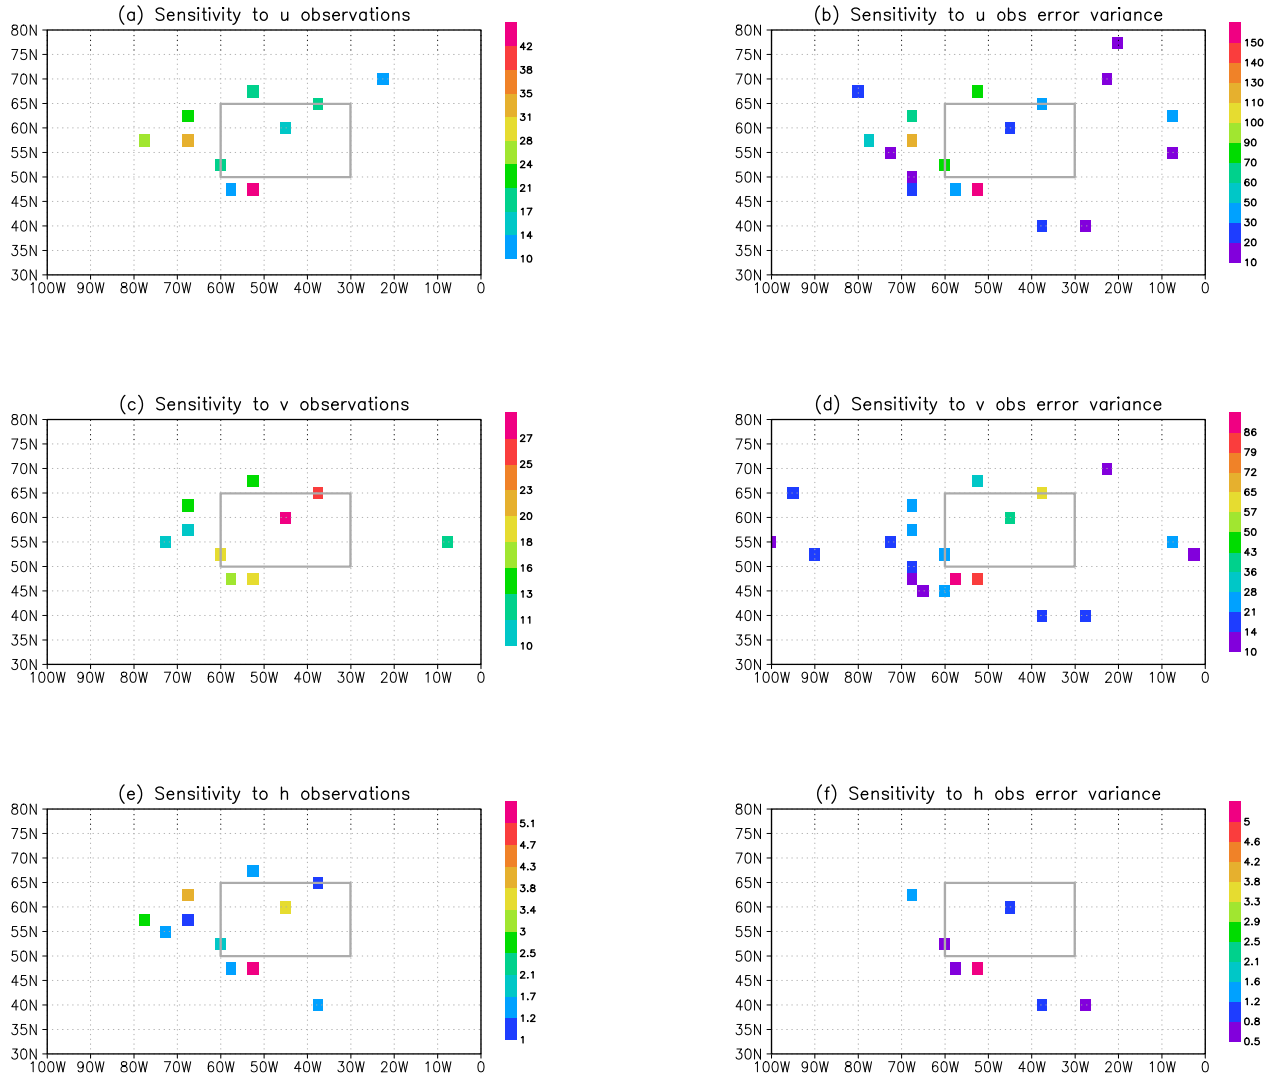 (a) Sensitivity to u observations
80N
75N
70N
65N
60N
55N
50N
45N
40N
35N
30N
100W 90W 80W 70W 60W 50W 40W 30W 20W 10W 0
42
38
35
31
28
24
21
17
14
10
(b) Sensitivity to u obs error variance
80N
75N
70N
65N
60N
55N
50N
45N
40N
35N
30N
100W 90W 80W 70W 60W 50W 40W 30W 20W 10W 0
150
140
130
110
100
90
70
60
50
30
20
10
(c) Sensitivity to v observations
80N
75N
70N
65N
60N
55N
50N
45N
40N
35N
30N
100W 90W 80W 70W 60W 50W 40W 30W 20W 10W 0
27
25
23
20
18
16
13
11
10
(d) Sensitivity to v obs error variance
80N
75N
70N
65N
60N
55N
50N
45N
40N
35N
30N
100W 90W 80W 70W 60W 50W 40W 30W 20W 10W 0
86
79
72
65
57
50
43
36
28
21
14
10
(e) Sensitivity to h observations
80N
75N
70N
65N
60N
55N
50N
45N
40N
35N
30N
100W 90W 80W 70W 60W 50W 40W 30W 20W 10W 0
5.1
4.7
4.3
3.8
3.4
3
2.5
2.1
1.7
1.2
1
(f) Sensitivity to h obs error variance
80N
75N
70N
65N
60N
55N
50N
45N
40N
35N
30N
100W 90W 80W 70W 60W 50W 40W 30W 20W 10W 0
5
4.6
4.2
3.8
3.3
2.9
2.5
2.1
1.6
1.2
0.8
0.5